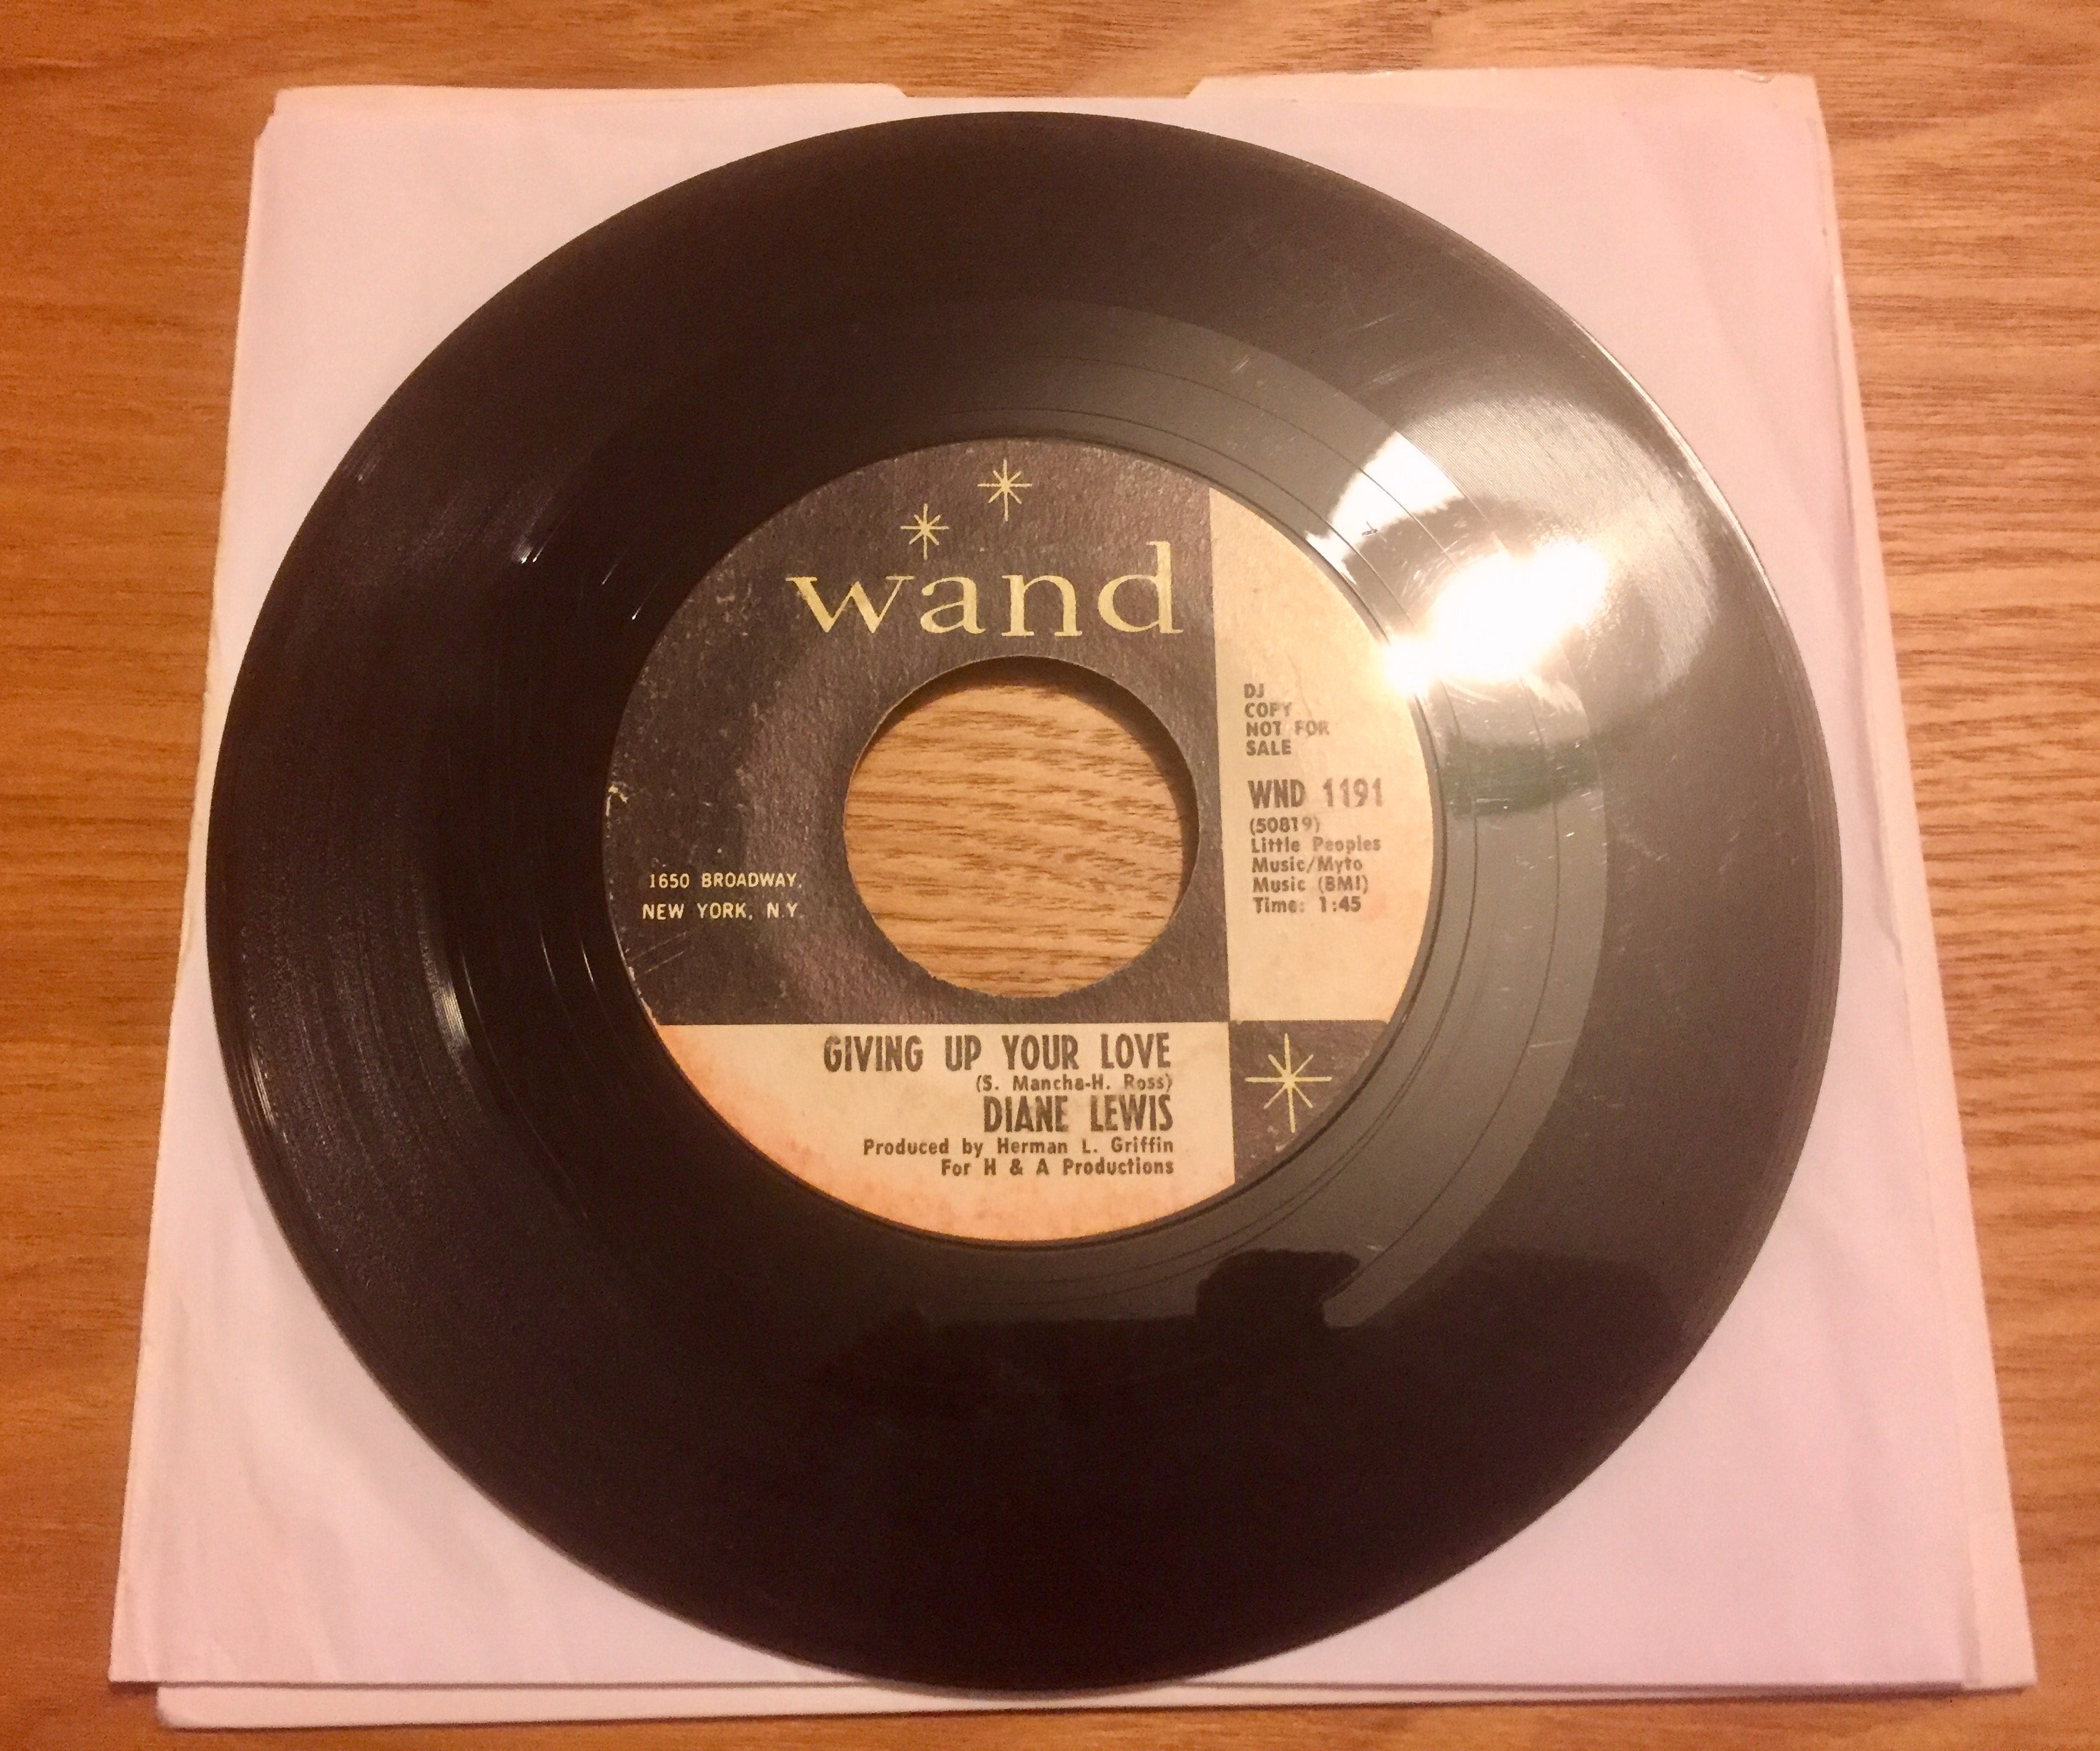 wand
DJ
COPY
NOT FOR
SALE
WND 1191
(50819)
Little Peoples
Music/Myto
Music (BMI)
Time: 1:45
1650 BROADWAY,
NEW YORK, N.Y.
GIVING UP YOUR LOVE
(S. Mancha-H. Ross)
DIANE LEWIS
Produced by Herman L. Griffin
For H & A Productions